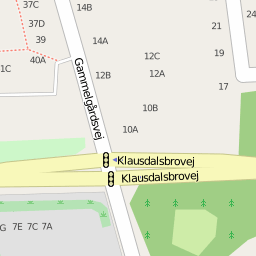 37C
14B
37D
21
24
39
14A
40A
12C
19
1C
12B
12A
17
Gammelgårdsvej
10B
10A
Klausdalsbrovej
Klausdalsbrovej
G 7E 7C 7A